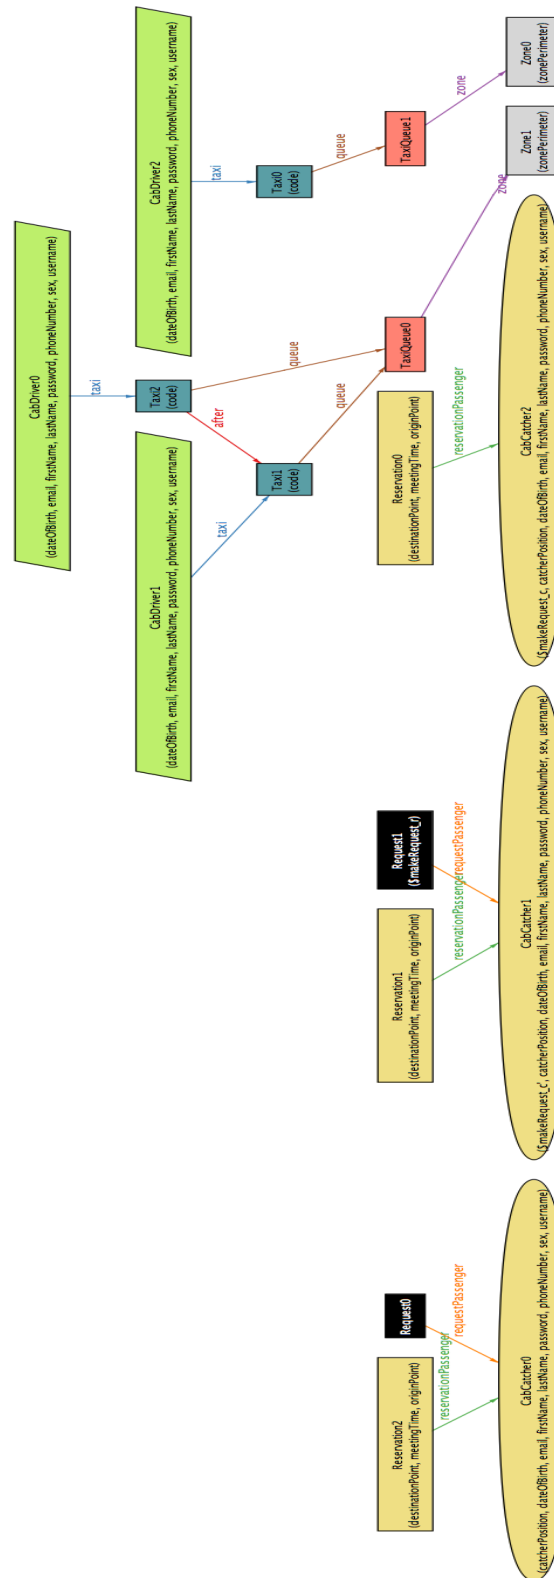 CabDriver0
(dateOfBirth, email, firstName, lastName, password, phoneNumber, sex, username)
taxi
CabDriver1
(dateOfBirth, email, firstName, lastName, password, phoneNumber, sex, username)
Taxi2
(code)
CabDriver2
(dateOfBirth, email, firstName, lastName, password, phoneNumber, sex, username)
taxi
after
taxi
Taxi1
(code)
Taxi0
(code)
queue
queue
queue
Reservation2
(destinationPoint, meetingTime, originPoint)
Request0
Reservation1
(destinationPoint, meetingTime, originPoint)
Request1
($makeRequest_r)
Reservation0
(destinationPoint, meetingTime, originPoint)
TaxiQueue0
TaxiQueue1
reservationPassenger
requestPassenger
reservationPassenger
requestPassenger
reservationPassenger
zone
zone
CabCatcher0
(catcherPosition, dateOfBirth, email, firstName, lastName, password, phoneNumber, sex, username)
CabCatcher1
($makeRequest_c', catcherPosition, dateOfBirth, email, firstName, lastName, password, phoneNumber, sex, username)
CabCatcher2
($makeRequest_c, catcherPosition, dateOfBirth, email, firstName, lastName, password, phoneNumber, sex, username)
Zone1
(zonePerimeter)
Zone0
(zonePerimeter)